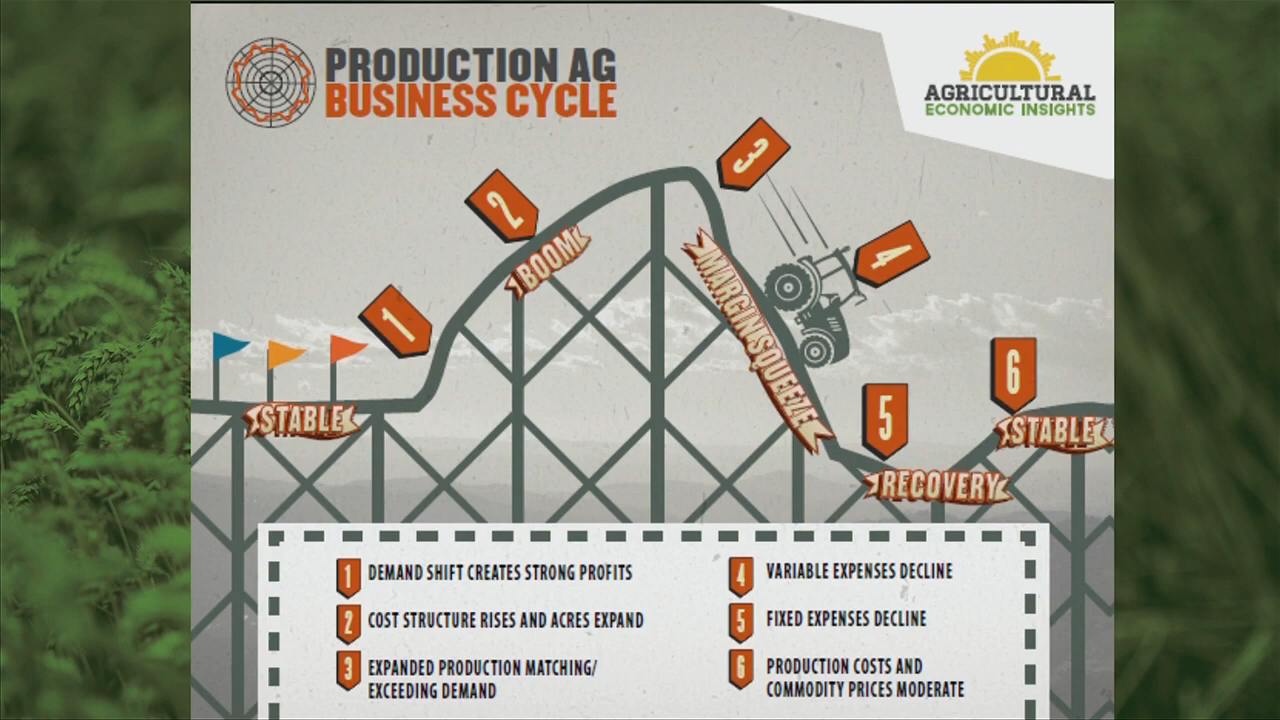 PRODUCTION AG
BUSINESS CYCLE
AGRICULTURAL
ECONOMIC INSIGHTS
3
2
BOOM
4
MARGIN SQUEEZE
1
6
5
STABLE
STABLE
RECOVERY
1 DEMAND SHIFT CREATES STRONG PROFITS
2 COST STRUCTURE RISES AND ACRES EXPAND
3 EXPANDED PRODUCTION MATCHING/
EXCEEDING DEMAND
4 VARIABLE EXPENSES DECLINE
5 FIXED EXPENSES DECLINE
6 PRODUCTION COSTS AND
COMMODITY PRICES MODERATE